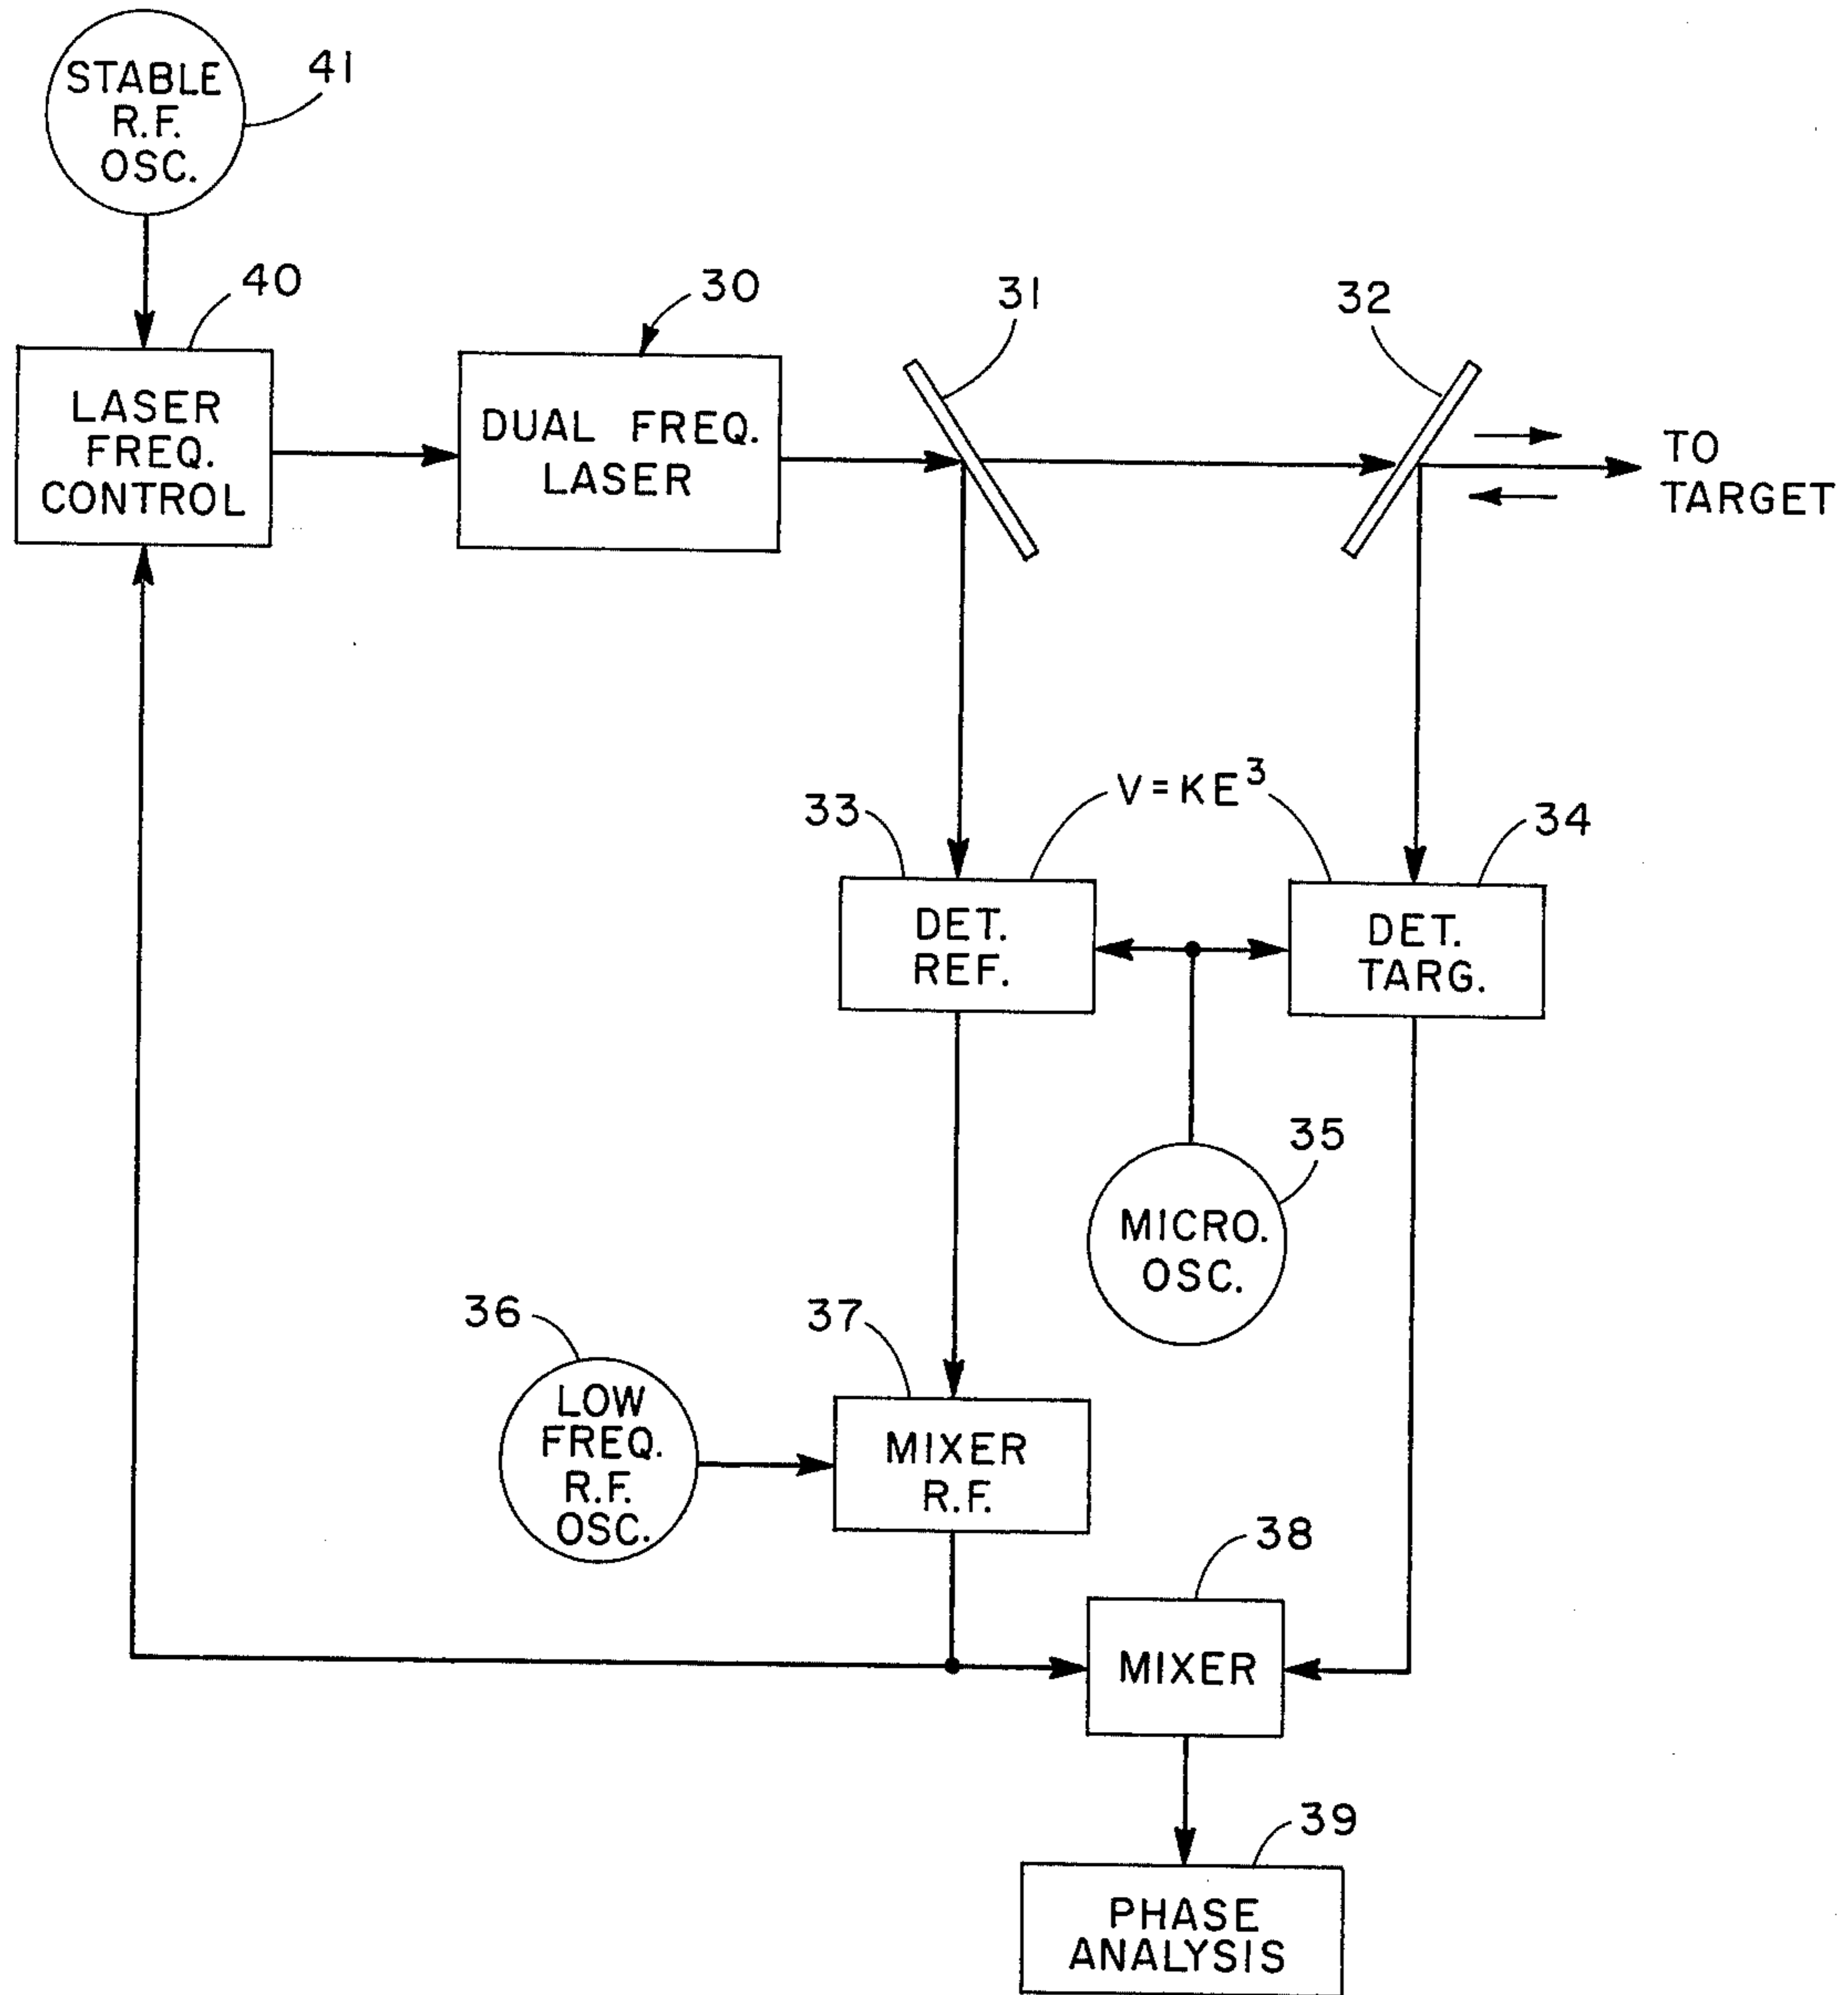 STABLE
R.F.
OSC.
41
40
LASER
FREQ.
CONTROL
30
DUAL FREQ.
LASER
31
32
TO
TARGET
V=KE³
33
DET.
REF.
34
DET.
TARG.
35
MICRO.
OSC.
36
LOW
FREQ.
R.F.
OSC.
37
MIXER
R.F.
38
MIXER
39
PHASE
ANALYSIS